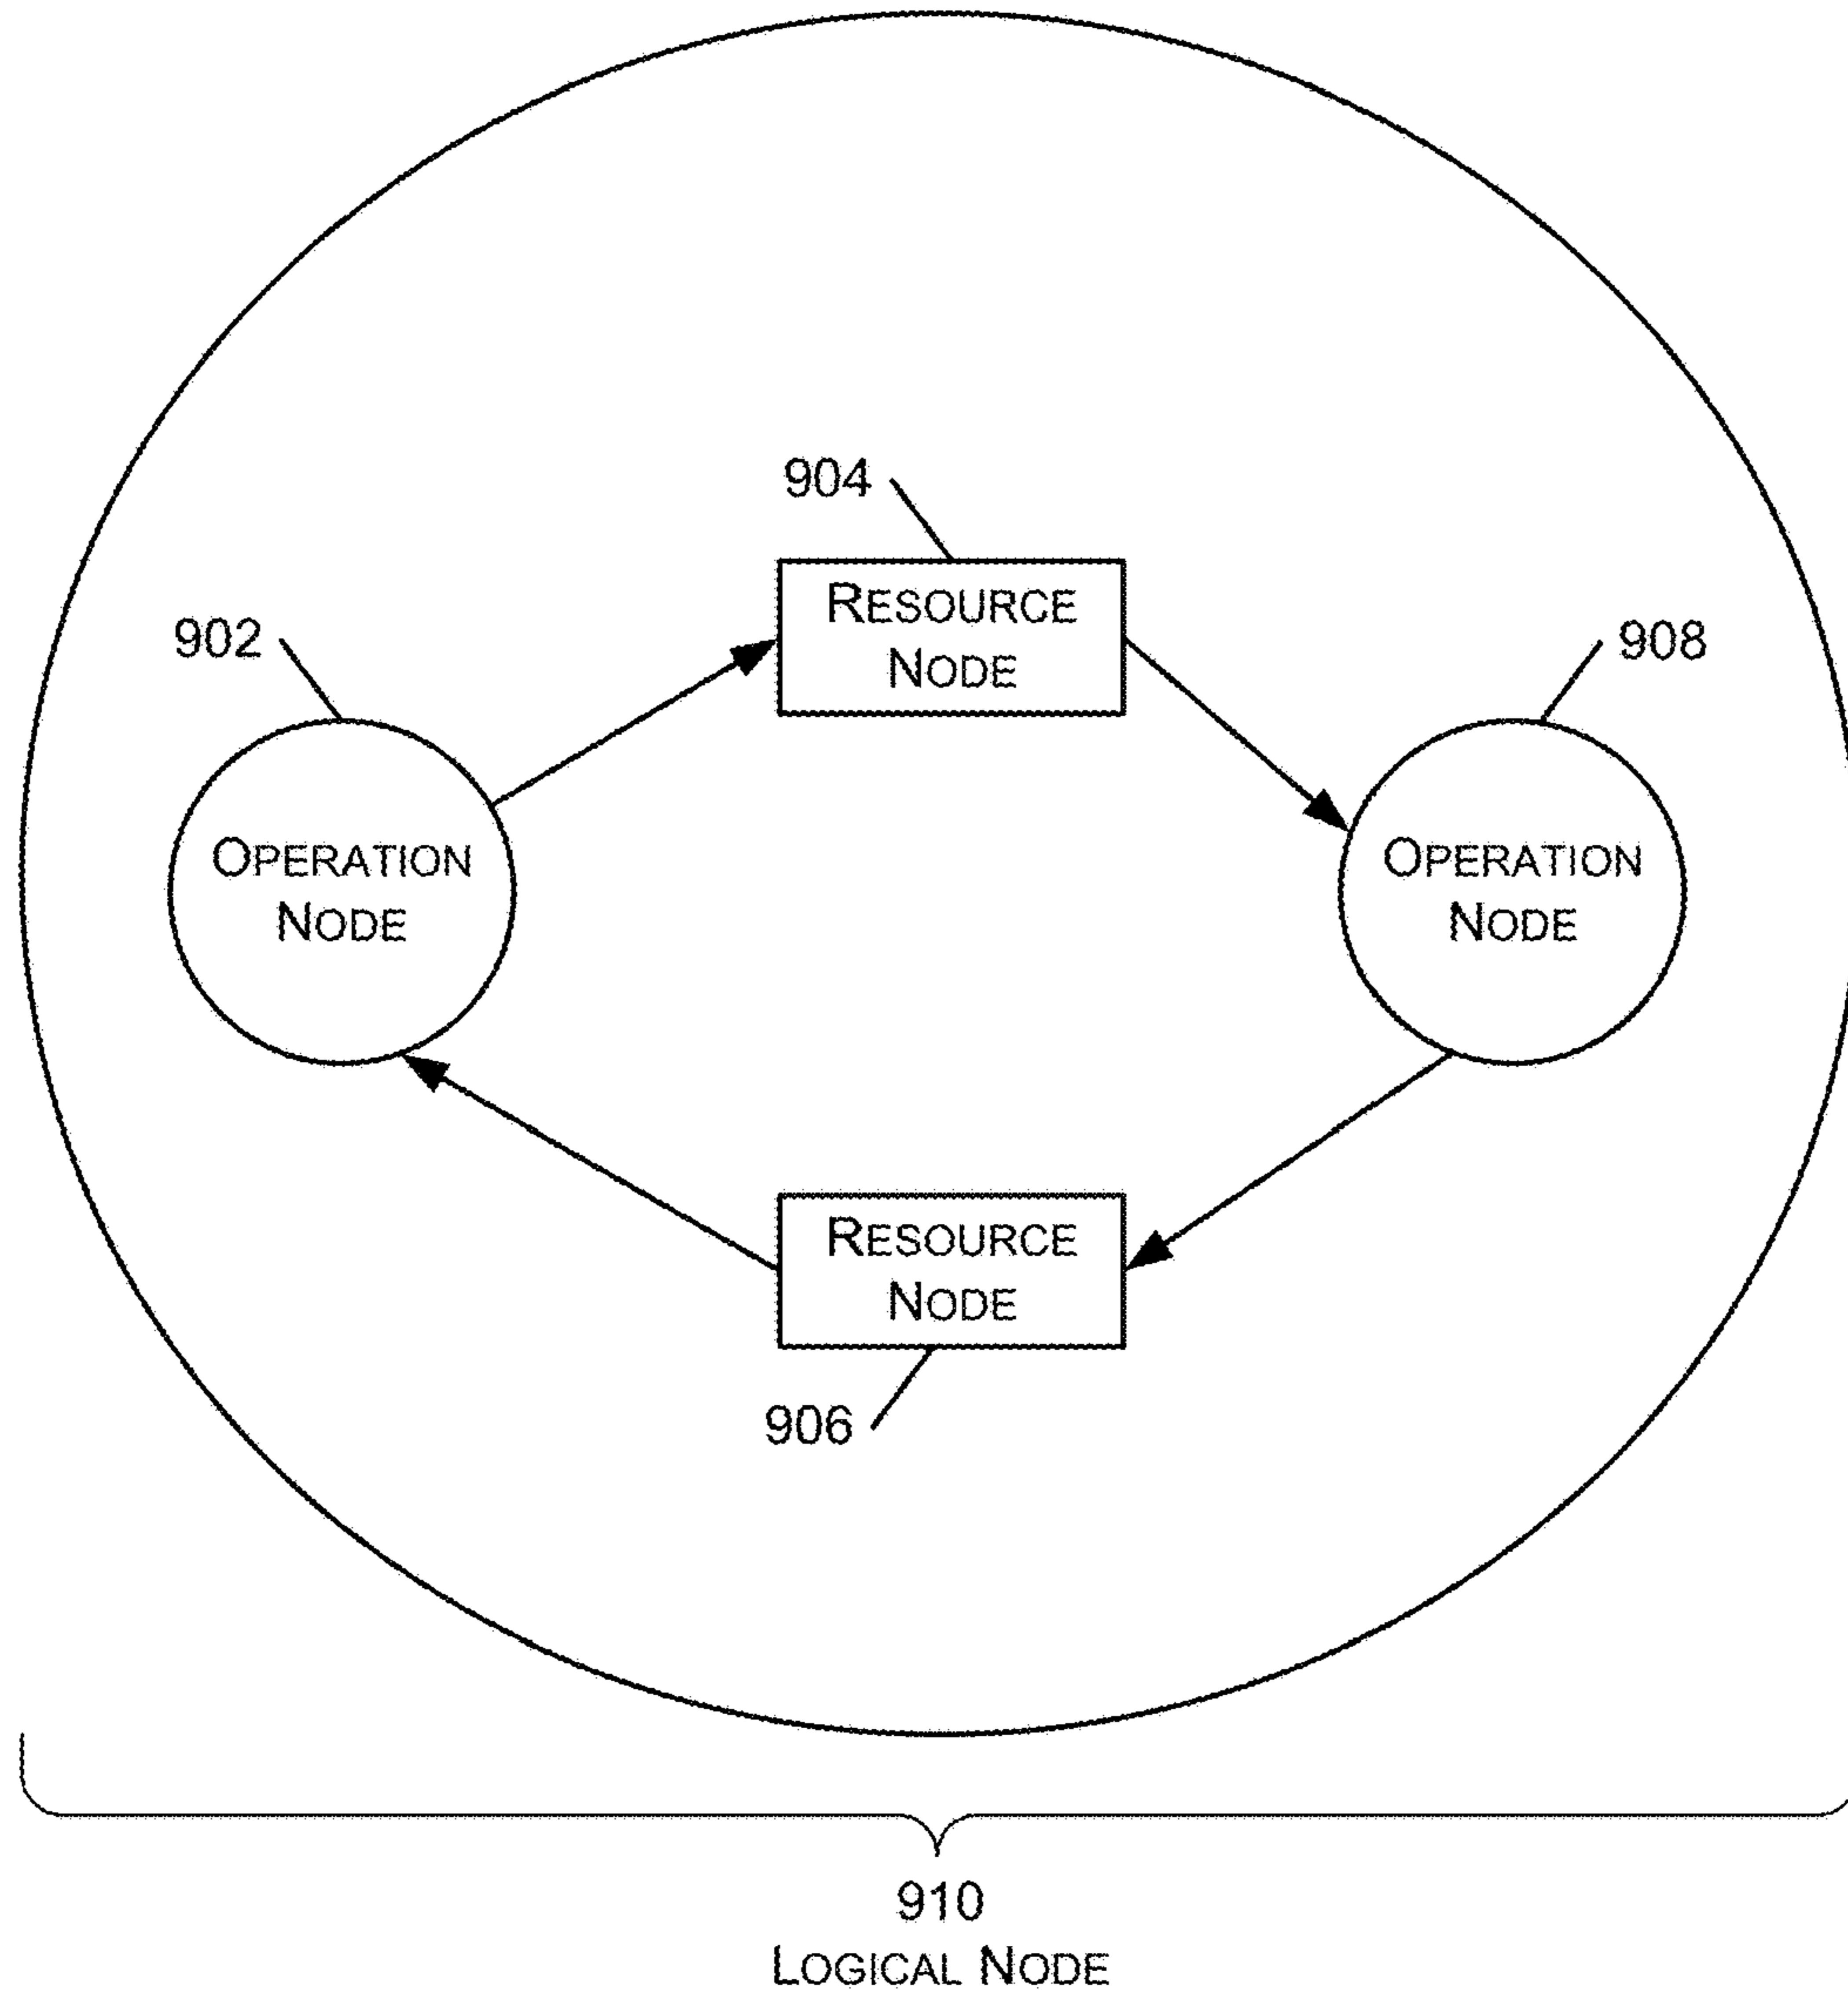 904
RESOURCE
NODE
902
908
OPERATION
NODE
OPERATION
NODE
RESOURCE
NODE
906
910
LOGICAL NODE